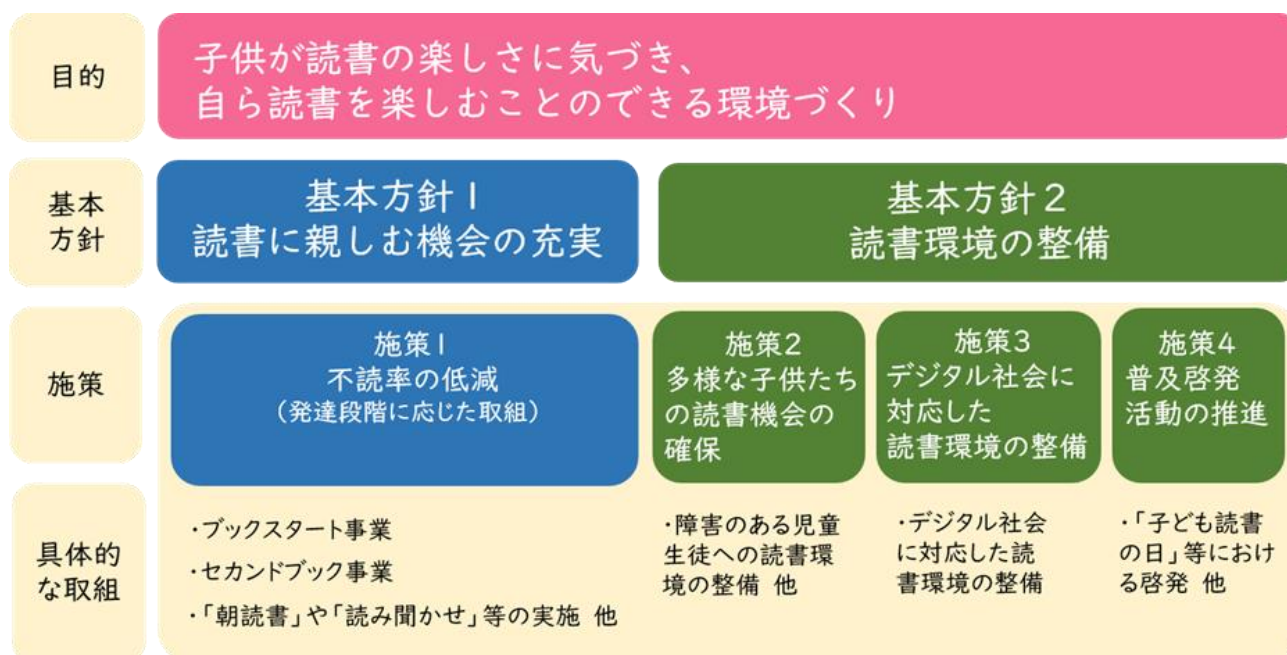 目的
子供が読書の楽しさに気づき、
自ら読書を楽しむことのできる環境づくり
基本
方針
基本方針1
読書に親しむ機会の充実
基本方針2
読書環境の整備
施策
施策1
不読率の低減
(発達段階に応じた取組)
施策2
多様な子供たち
の読書機会の
確保
施策3
デジタル社会に
対応した
読書環境の整備
施策4
普及啓発
活動の推進
具体的
な取組
・ブックスタート事業
・セカンドブック事業
・「朝読書」や「読み聞かせ」等の実施 他
・障害のある児童
生徒への読書環
境の整備 他
・デジタル社会
に対応した読
書環境の整備
・「子ども読書
の日」等におけ
る啓発 他